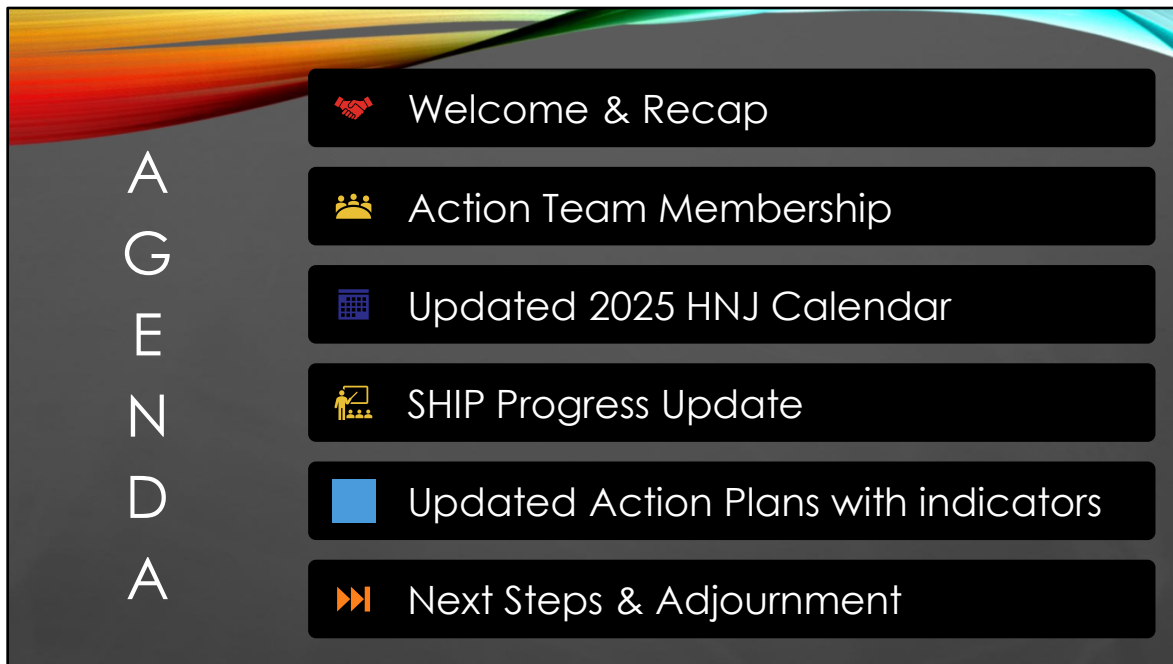 AGENDA
Welcome & Recap
Action Team Membership
Updated 2025 HNJ Calendar
SHIP Progress Update
Updated Action Plans with indicators
Next Steps & Adjournment